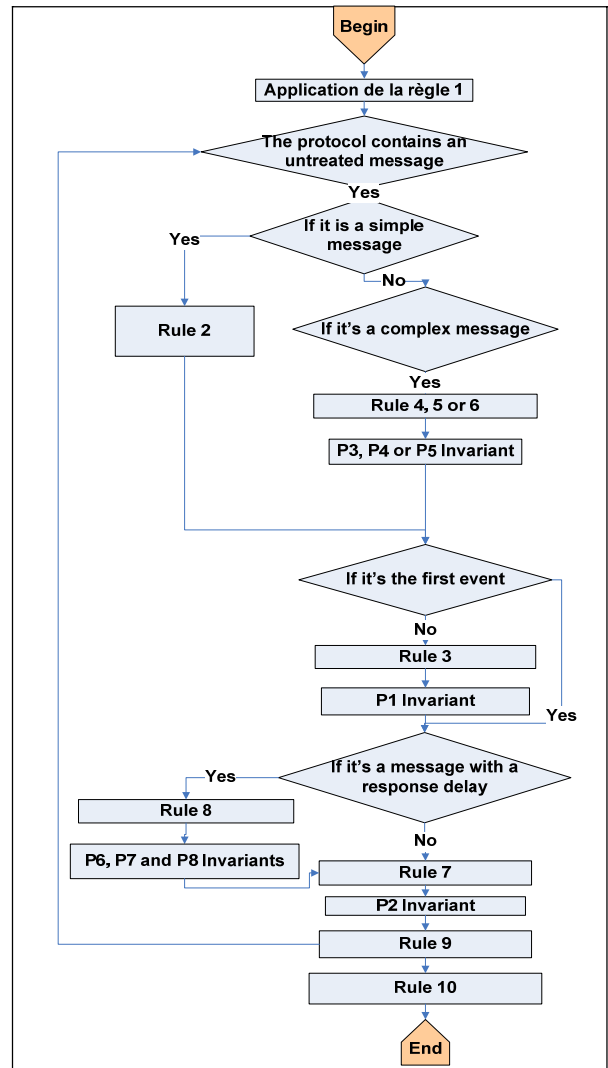 Begin
Application de la règle 1
The protocol contains an
untreated message
Yes
If it is a simple
message
Yes
No
Rule 2
If it's a complex message
Yes
Rule 4, 5 or 6
P3, P4 or P5 Invariant
If it's the first event
No
Rule 3
P1 Invariant
Yes
If it's a message with a
response delay
Yes
Rule 8
No
P6, P7 and P8 Invariants
Rule 7
P2 Invariant
Rule 9
Rule 10
End